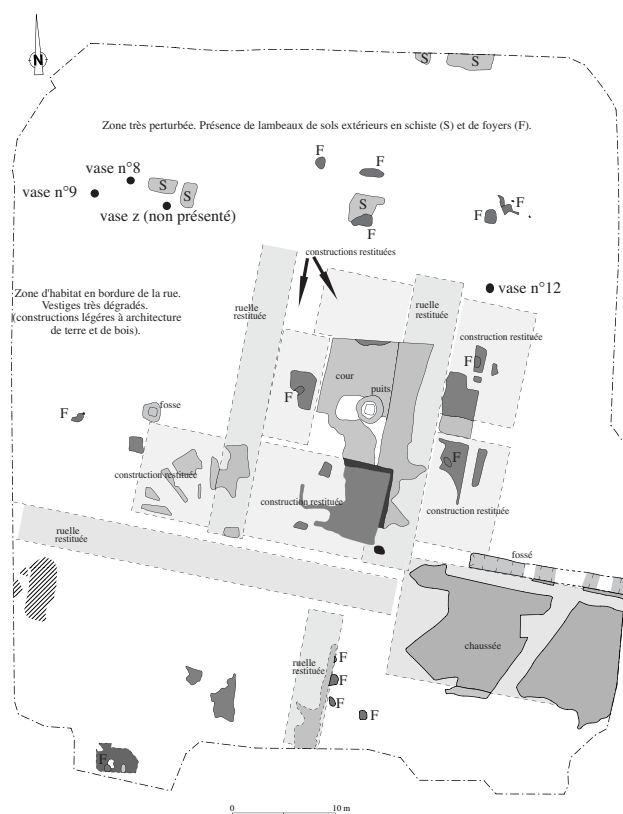 N
S
S
Zone très perturbée. Présence de lambeaux de sols extérieurs en schiste (S) et de foyers (F).
F
F
vase n°8
vase n°9
S
S
vase z (non présenté)
S
F
F
F
constructions restituées
vase n°12
Zone d'habitat en bordure de la rue.
Vestiges très dégradés.
(constructions légéres à architecture
de terre et de bois).
ruelle
restituée
ruelle
restituée
construction restituée
F
cour
puits
F
fosse
F
construction restituée
construction restituée
F
construction restituée
ruelle
restituée
fossé
chaussée
ruelle
restituée
F
F
F
F
F
0
10 m